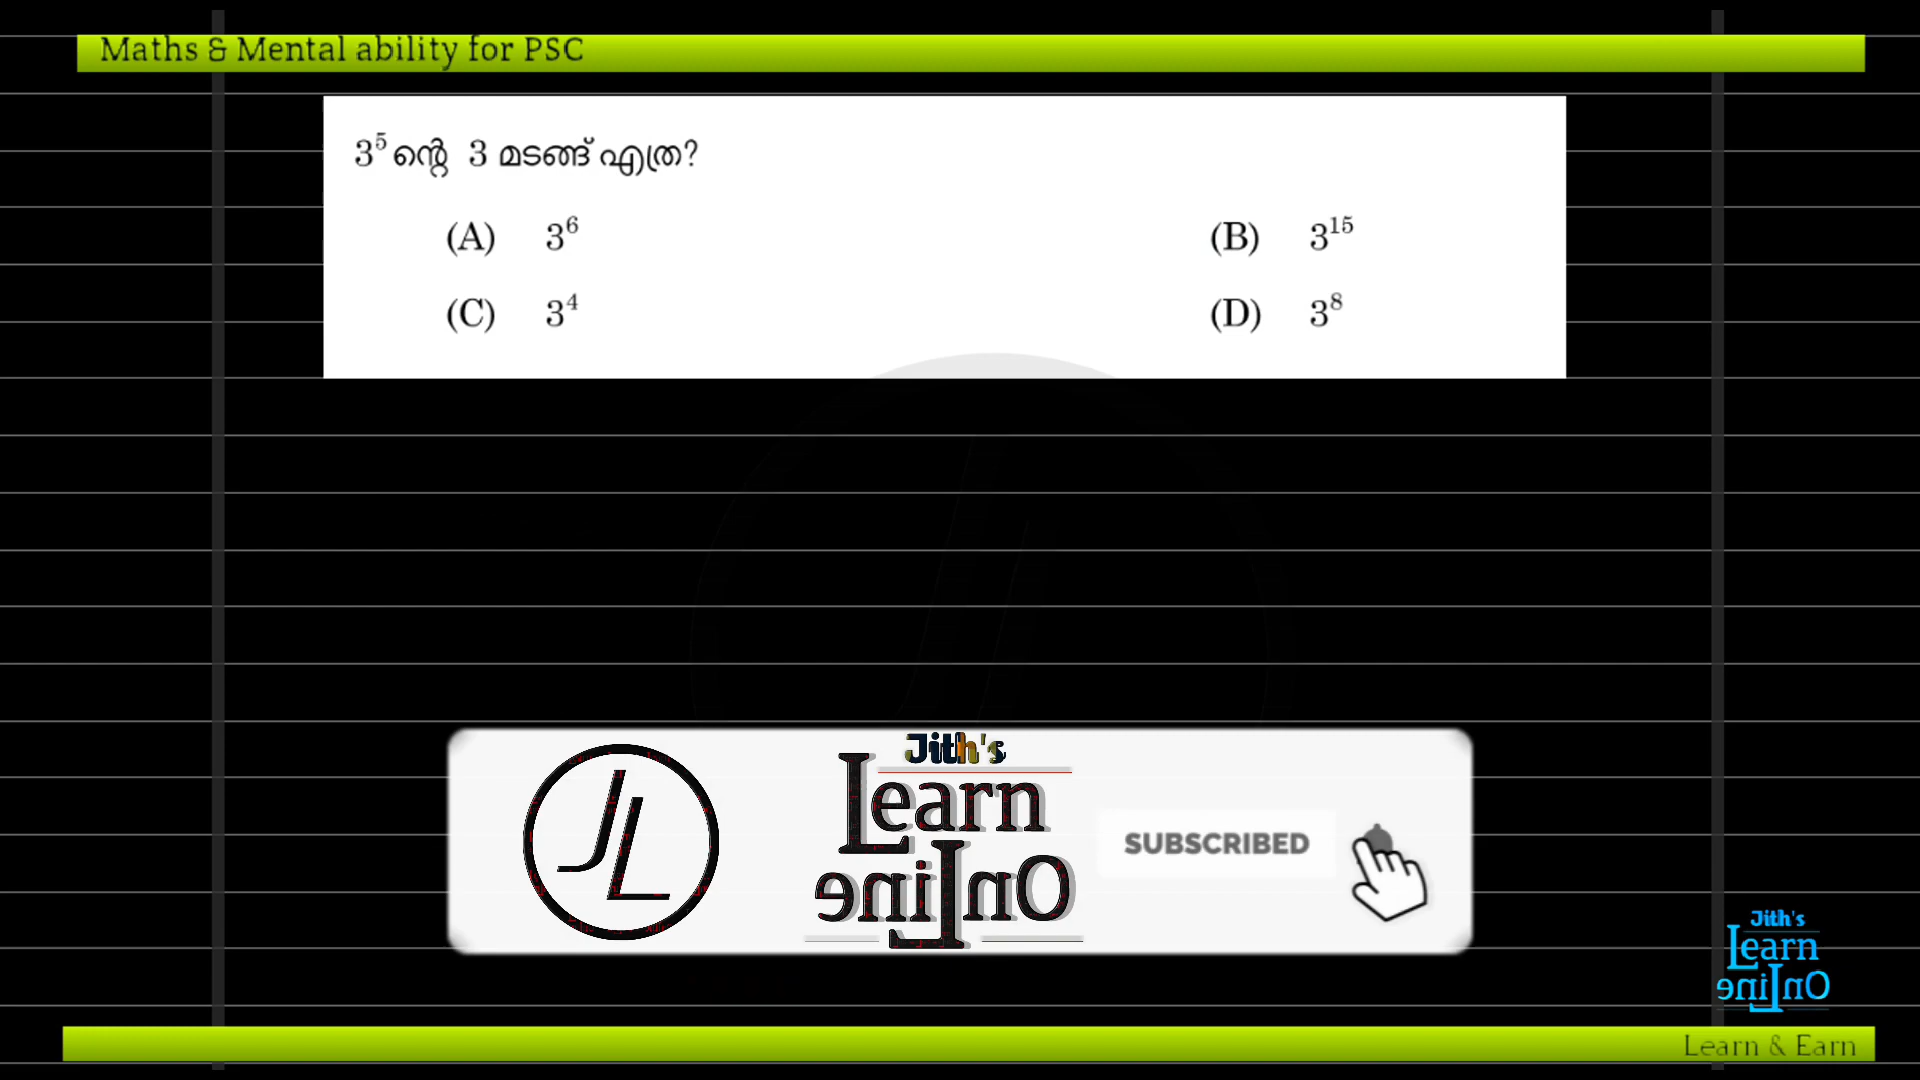 Maths & Mental ability for PSC
3⁵ ന്റെ 3 മടങ്ങ് എത്ര?
(A) 3⁶ (B) 3¹⁵
(C) 3⁴ (D) 3⁸
JL
Jith's
Learn
OnLine
SUBSCRIBED
Jith's
Learn
OnLine
Learn & Earn